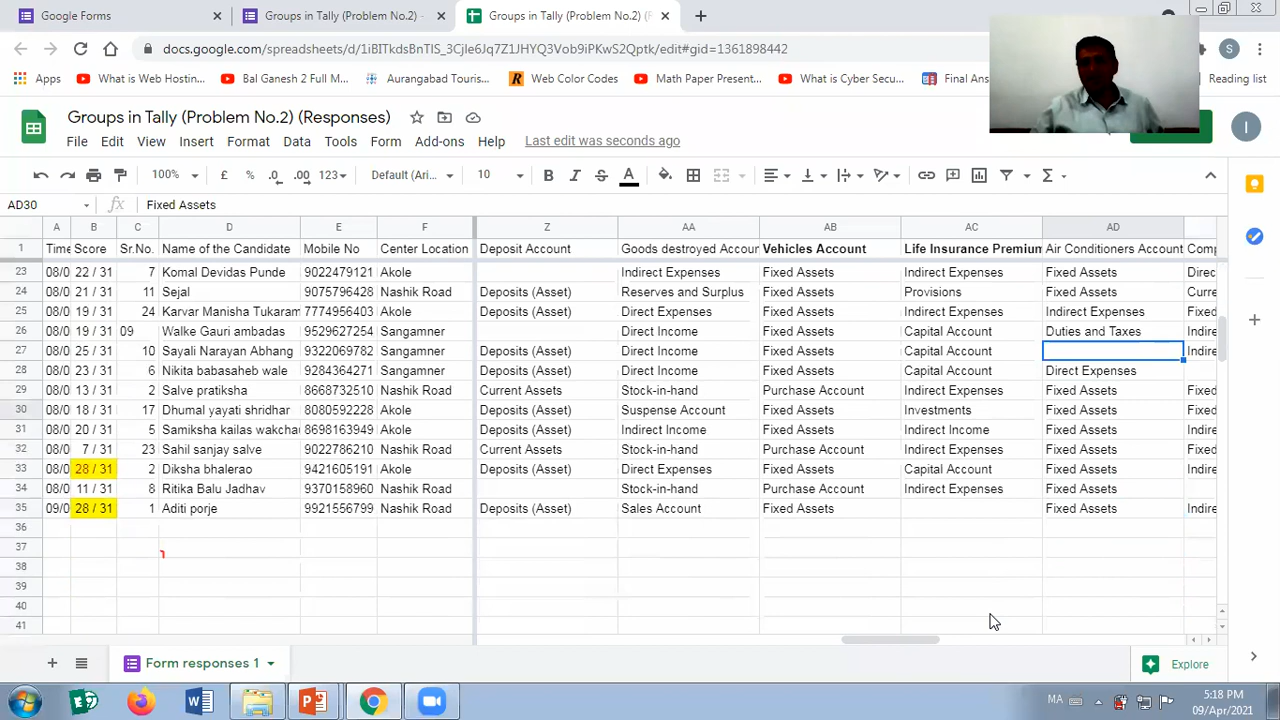 Google Forms
Groups in Tally (Problem No.2) -
Groups in Tally (Problem No.2) (F
docs.google.com/spreadsheets/d/1iBITkdsBnTIS_3Cjle6Jq7Z1JHYQ3Vob9iPKwS2Qptk/edit#gid=1361898442
S
Apps What is Web Hostin... Bal Ganesh 2 Full M... Aurangabad Touris... Web Color Codes Math Paper Present... What is Cyber Secu... Final Ans Reading list
Groups in Tally (Problem No.2) (Responses)
I
File Edit View Insert Format Data Tools Form Add-ons Help Last edit was seconds ago
100% £ % .0 .00 123 Default (Ari... 10 B I S A Σ
AD30 fx Fixed Assets
A B C D E F Z AA AB AC AD
1 Time Score Sr.No. Name of the Candidate Mobile No Center Location Deposit Account Goods destroyed Accour Vehicles Account Life Insurance Premium Air Conditioners Account Comp
23 08/0 22 / 31 7 Komal Devidas Punde 9022479121 Akole Indirect Expenses Fixed Assets Indirect Expenses Fixed Assets Direc
24 08/0 21 / 31 11 Sejal 9075796428 Nashik Road Deposits (Asset) Reserves and Surplus Fixed Assets Provisions Fixed Assets Curre
25 08/0 19 / 31 24 Karvar Manisha Tukaram 7774956403 Akole Deposits (Asset) Direct Expenses Fixed Assets Indirect Expenses Indirect Expenses Fixed
26 08/0 19 / 31 09 Walke Gauri ambadas 9529627254 Sangamner Direct Income Fixed Assets Capital Account Duties and Taxes Indire
27 08/0 25 / 31 10 Sayali Narayan Abhang 9322069782 Sangamner Deposits (Asset) Direct Income Fixed Assets Capital Account Indire
28 08/0 23 / 31 6 Nikita babasaheb wale 9284364271 Sangamner Deposits (Asset) Direct Income Fixed Assets Capital Account Direct Expenses
29 08/0 13 / 31 2 Salve pratiksha 8668732510 Nashik Road Current Assets Stock-in-hand Purchase Account Indirect Expenses Fixed Assets Fixed
30 08/0 18 / 31 17 Dhumal yayati shridhar 8080592228 Akole Deposits (Asset) Suspense Account Fixed Assets Investments Fixed Assets Fixed
31 08/0 20 / 31 5 Samiksha kailas wakcha 8698163949 Akole Deposits (Asset) Indirect Income Fixed Assets Indirect Income Fixed Assets Fixed
32 08/0 7 / 31 23 Sahil sanjay salve 9022786210 Nashik Road Current Assets Stock-in-hand Purchase Account Indirect Expenses Fixed Assets Fixed
33 08/0 28 / 31 2 Diksha bhalerao 9421605191 Akole Deposits (Asset) Direct Expenses Fixed Assets Capital Account Fixed Assets Indire
34 08/0 11 / 31 8 Ritika Balu Jadhav 9370158960 Nashik Road Stock-in-hand Purchase Account Indirect Expenses Fixed Assets
35 09/0 28 / 31 1 Aditi porje 9921556799 Nashik Road Deposits (Asset) Sales Account Fixed Assets Fixed Assets Indire
36
37
38
39
40
41
Form responses 1
Explore
MA
5:18 PM
09/Apr/2021